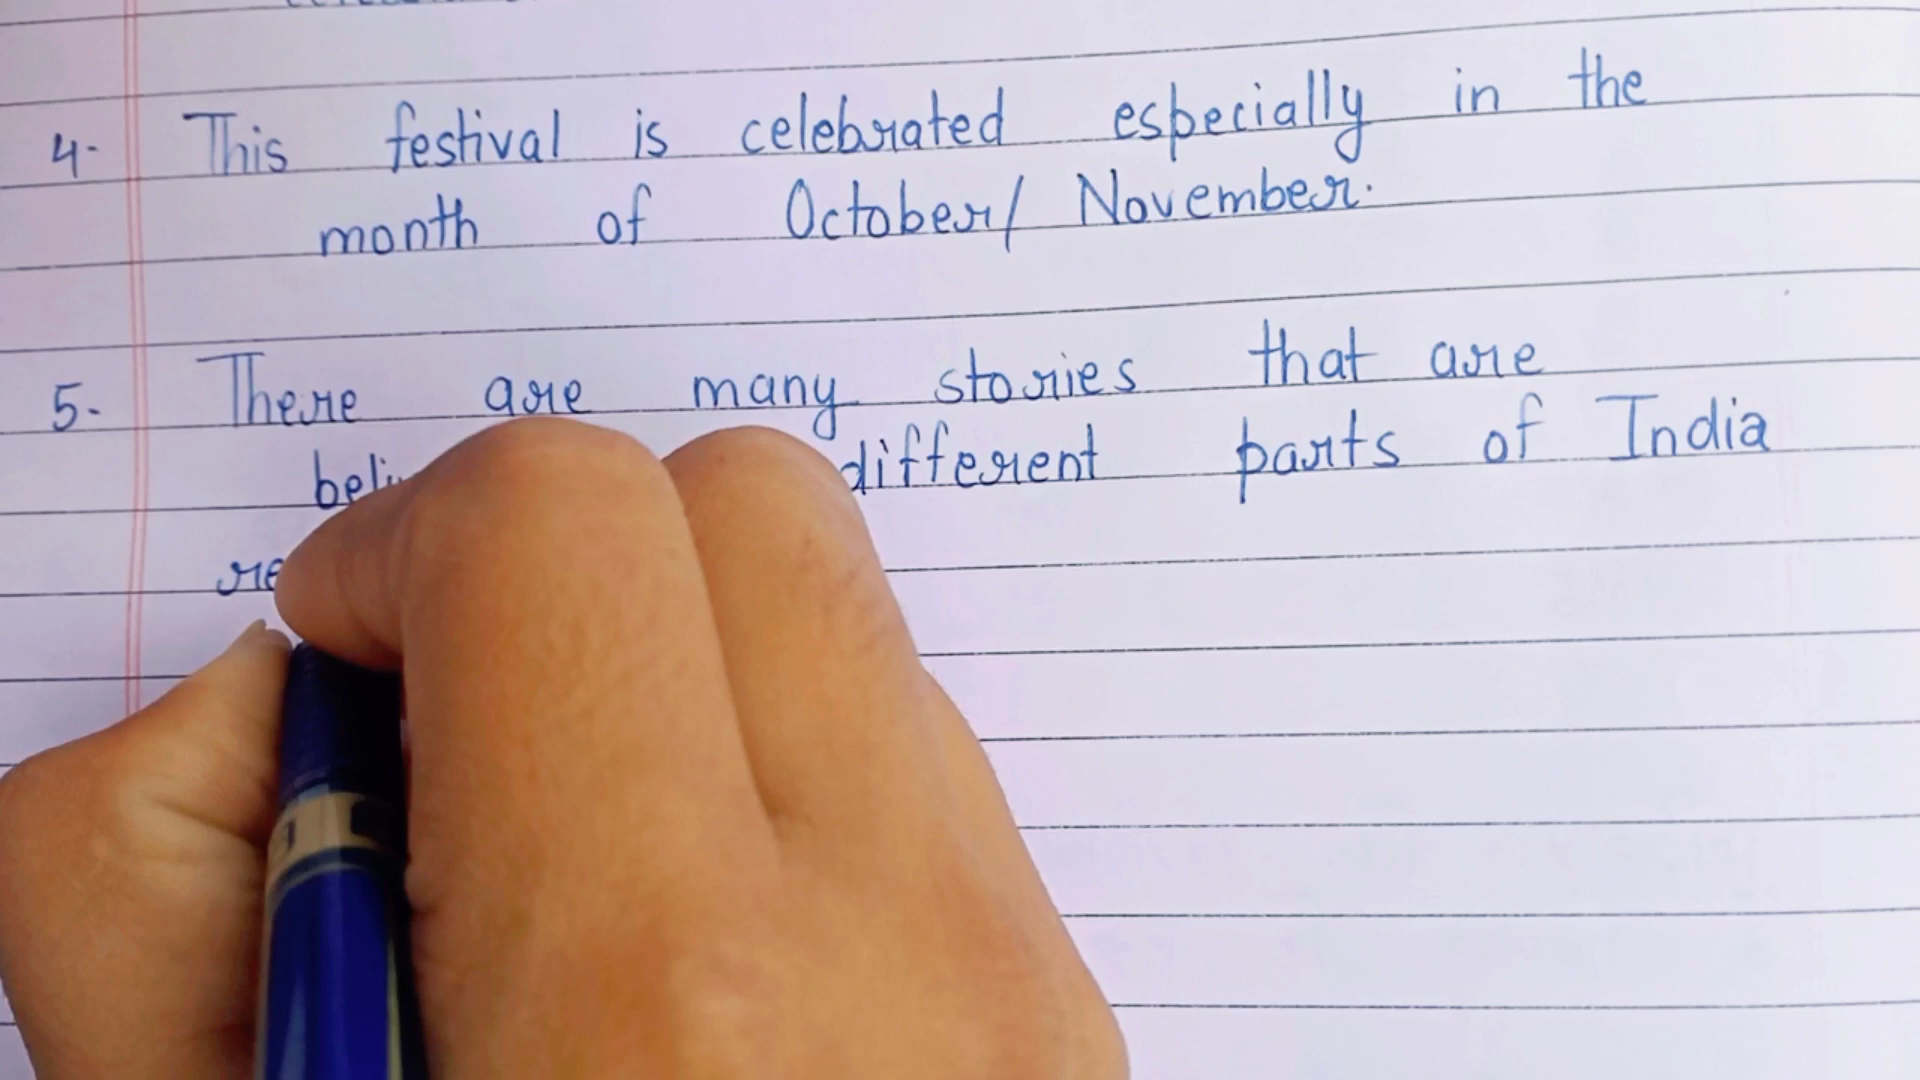 4- This festival is celebrated especially in the
month of October/ November.
5- There are many stories that are
different parts of India